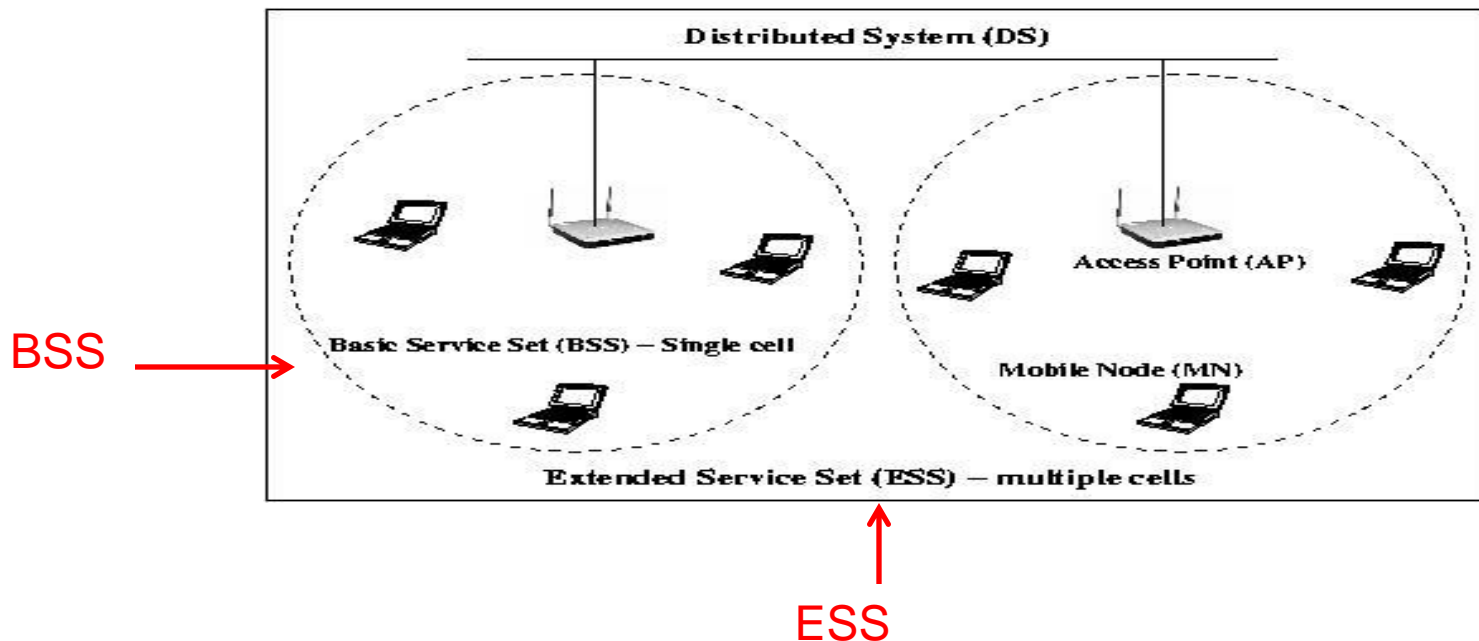 Distributed System (DS)
Access Point (AP)
BSS
Basic Service Set (BSS) – Single cell
Mobile Node (MN)
Extended Service Set (ESS) – multiple cells
ESS